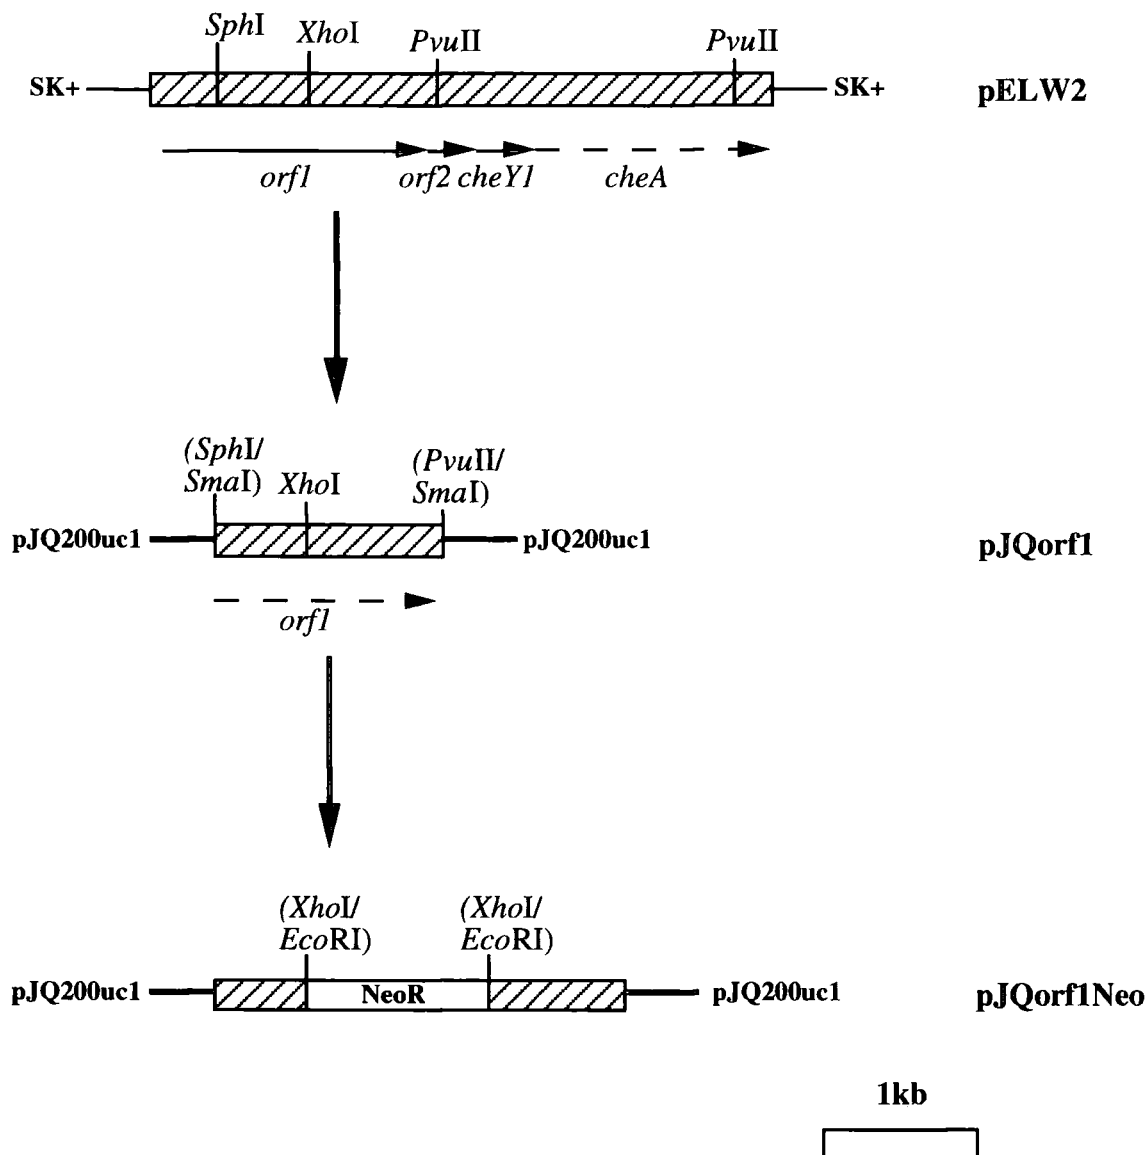 SphI XhoI PvuII PvuII
SK+ SK+ pELW2
orf1 orf2 cheY1 cheA
(SphI/
SmaI) XhoI (PvuII/
SmaI)
pJQ200uc1 pJQ200uc1 pJQorf1
orf1
(XhoI/
EcoRI) (XhoI/
EcoRI)
pJQ200uc1 NeoR pJQ200uc1 pJQorf1Neo
1kb